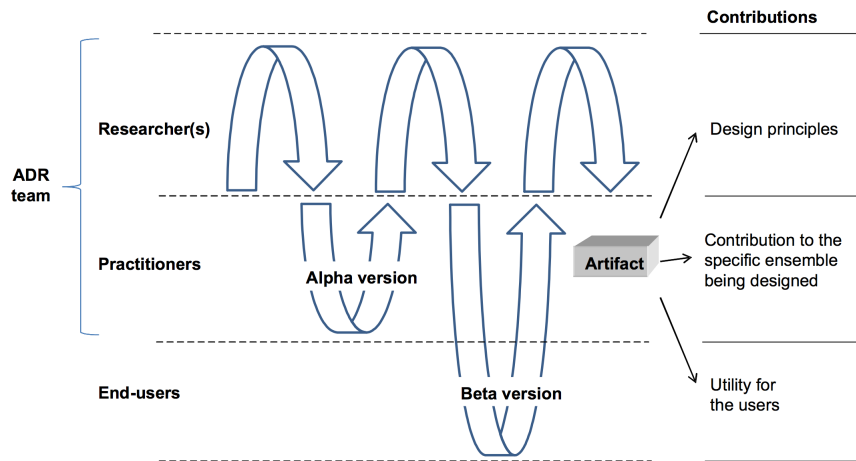 Contributions
Researcher(s)
Design principles
ADR
team
Practitioners
Alpha version
Artifact
Contribution to the
specific ensemble
being designed
End-users
Beta version
Utility for
the users